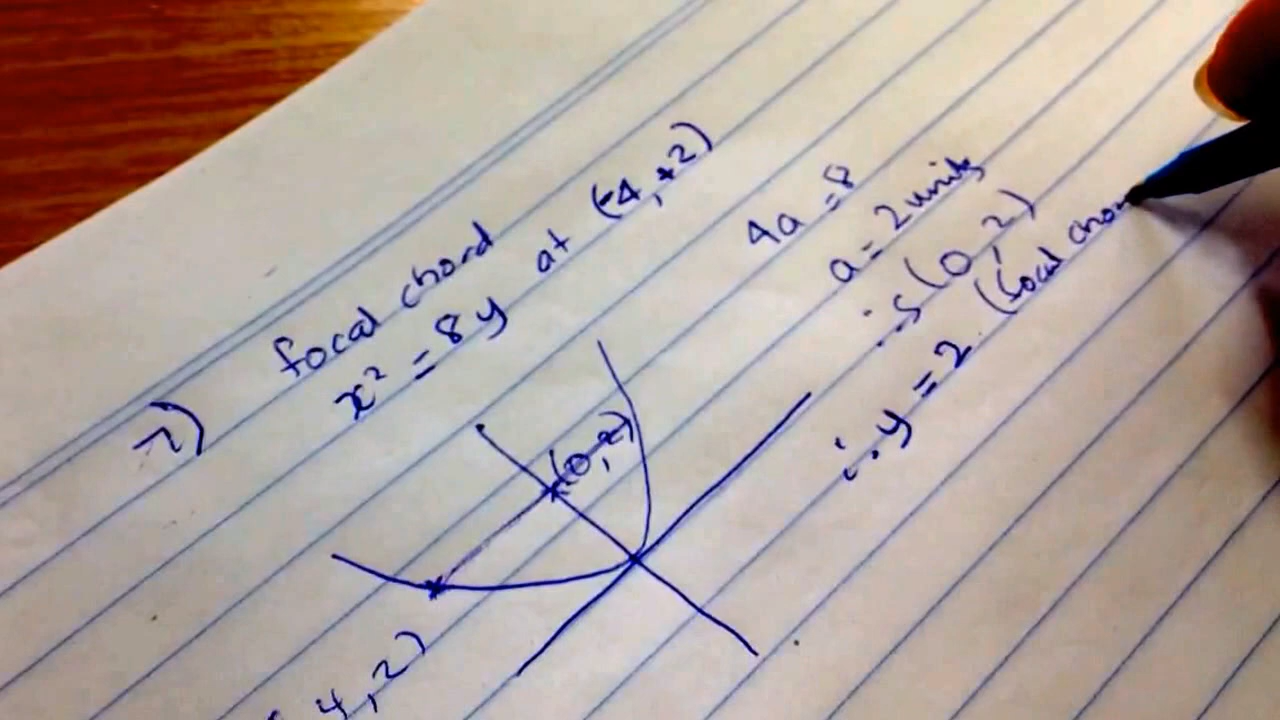 7) focal chord
x² = 8y at (-4,+2)
4a = 8
a = 2 units
∴ S (0,2)
∴ y = 2 (focal chor
(0,2)
4,2)